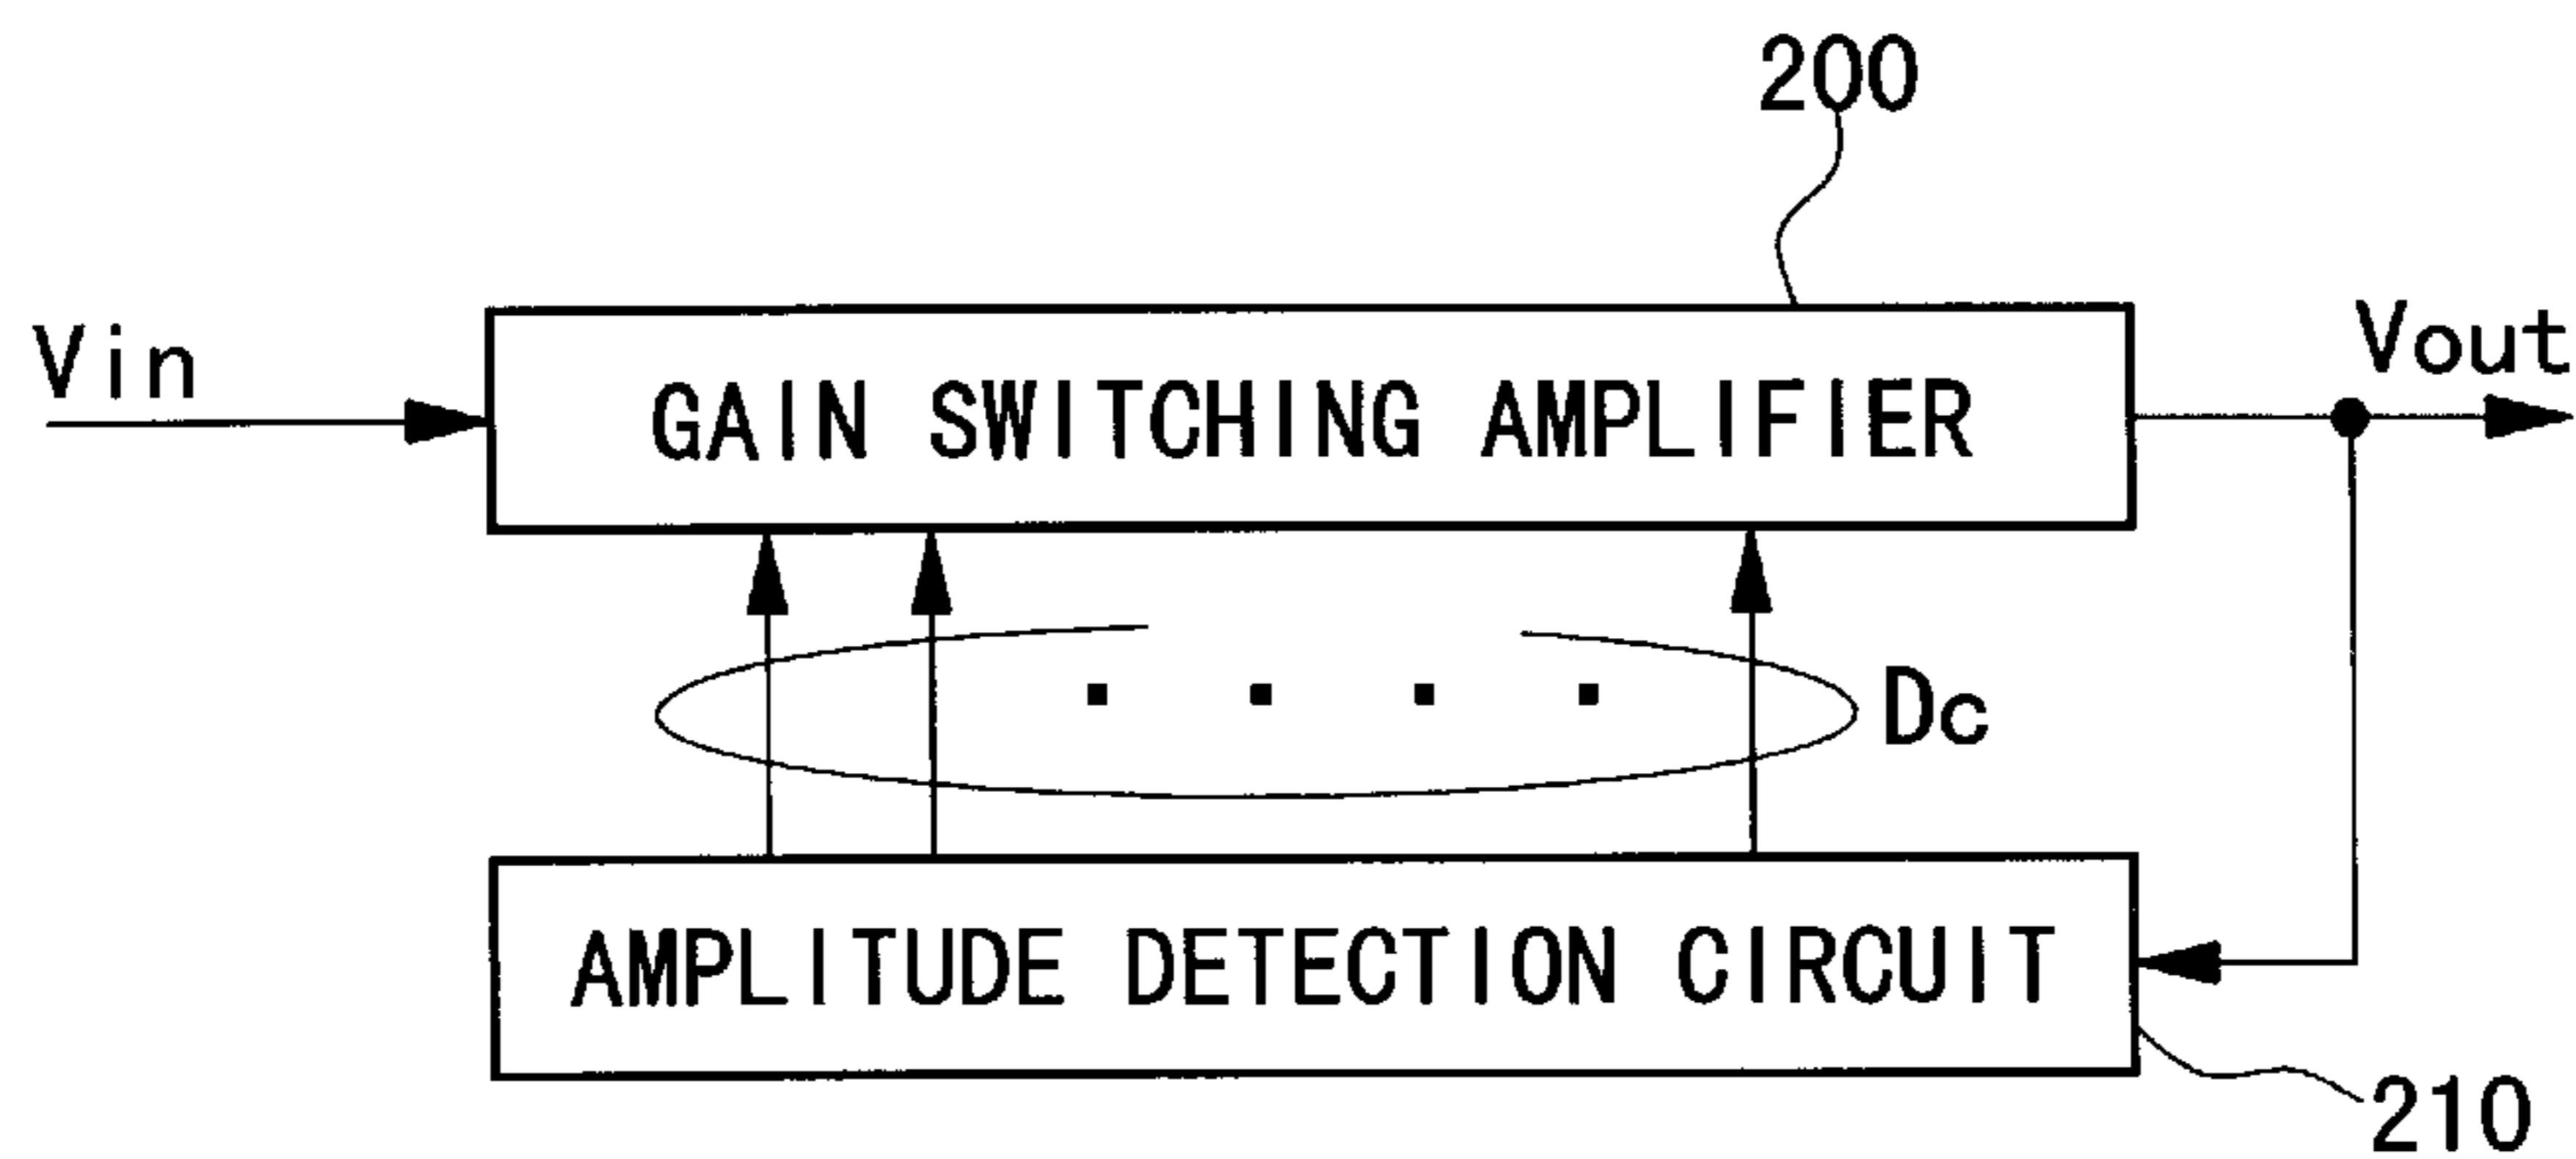 200
Vin
GAIN SWITCHING AMPLIFIER
Vout
Dc
AMPLITUDE DETECTION CIRCUIT
210